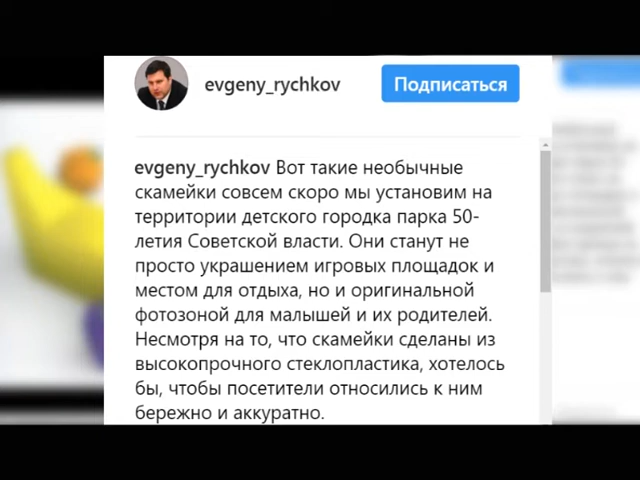 evgeny_rychkov
Подписаться
evgeny_rychkov Вот такие необычные
скамейки совсем скоро мы установим на
территории детского городка парка 50-
летия Советской власти. Они станут не
просто украшением игровых площадок и
местом для отдыха, но и оригинальной
фотозоной для малышей и их родителей.
Несмотря на то, что скамейки сделаны из
высокопрочного стеклопластика, хотелось
бы, чтобы посетители относились к ним
бережно и аккуратно.